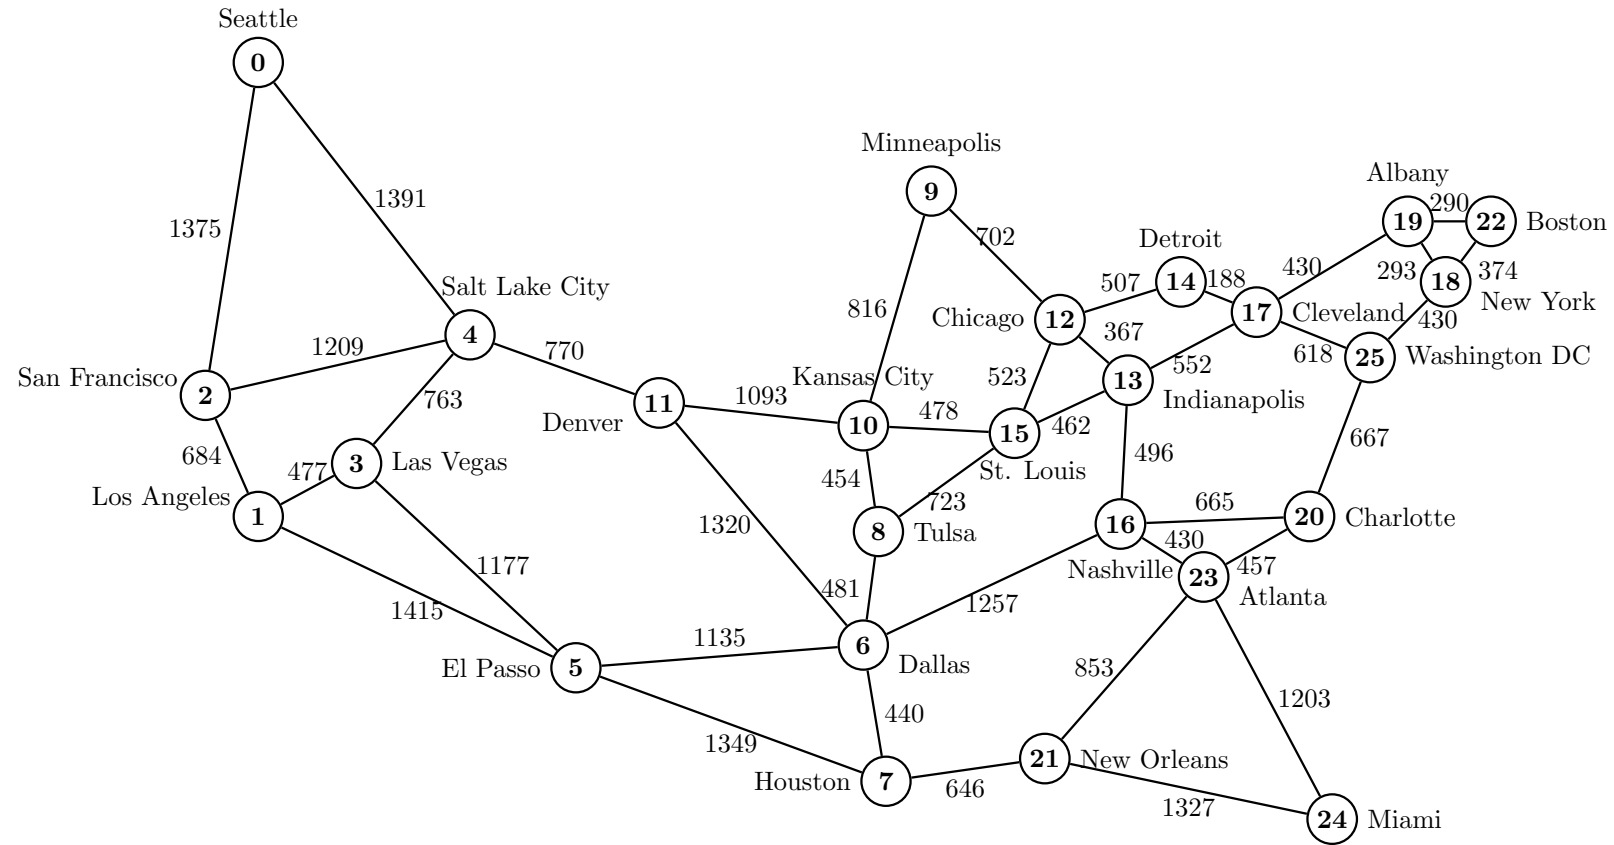 Seattle
0
Minneapolis
Albany
9
290
1391
19
22
Boston
1375
702
Detroit
430
293
18
374
507
14
188
New York
Salt Lake City
816
Chicago
12
17
Cleveland
430
367
4
1209
770
552
618
25
Washington DC
San Francisco
2
763
Kansas City
523
13
Indianapolis
11
1093
Denver
10
478
15
462
667
684
477
3
Las Vegas
454
St. Louis
496
Los Angeles
1
723
665
1320
8
Tulsa
16
20
Charlotte
430
1177
Nashville
23
457
Atlanta
481
1415
1257
1135
6
Dallas
El Passo
5
853
1203
440
1349
21
New Orleans
Houston
7
646
1327
24
Miami